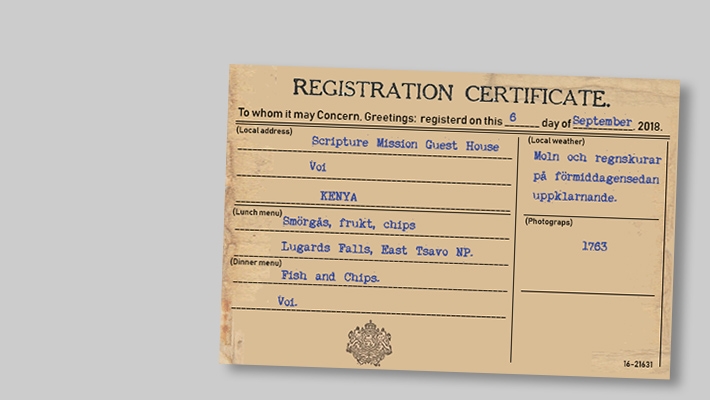 REGISTRATION CERTIFICATE.
To whom it may Concern, Greetings: registerd on this 6 day of September 2018.
(Local address)
Scripture Mission Guest House
Voi
KENYA
(Lunch menu)
Smörgås, frukt, chips
Lugards Falls, East Tsavo NP.
(Dinner menu)
Fish and Chips.
Voi.
(Local weather)
Moln och regnskurar
på förmiddagensedan
uppklarnande.
(Photograps)
1763
16-21631